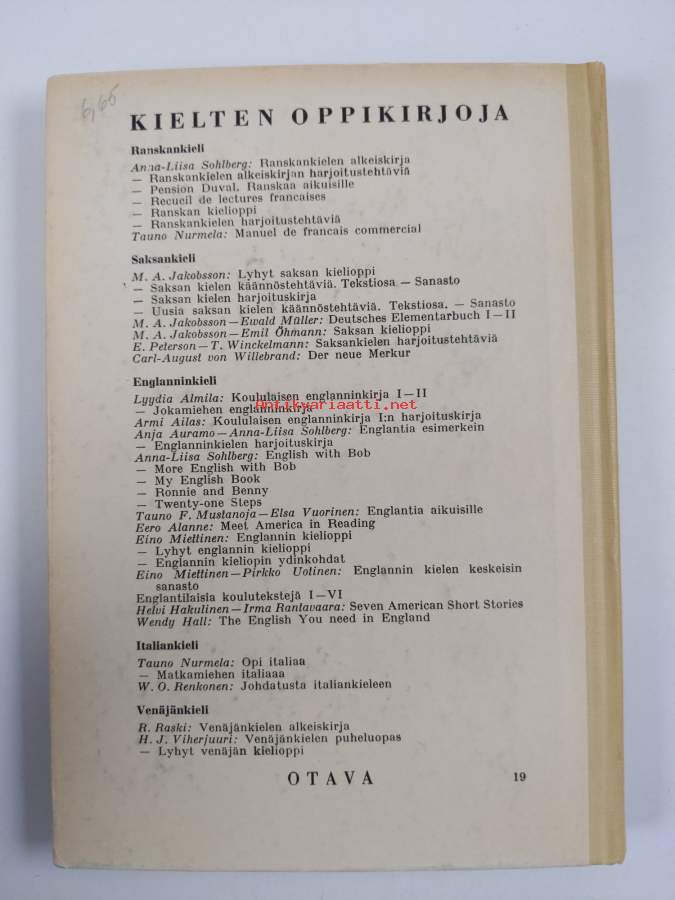 6,65
KIELTEN OPPIKIRJOJA
Ranskankieli
Anna-Liisa Sohlberg: Ranskankielen alkeiskirja
— Ranskankielen alkeiskirjan harjoitustehtäviä
— Pension Duval. Ranskaa aikuisille
— Recueil de lectures francaises
— Ranskan kielioppi
— Ranskankielen harjoitustehtäviä
Tauno Nurmela: Manuel de francais commercial
Saksankieli
M. A. Jakobsson: Lyhyt saksan kielioppi
— Saksan kielen käännöstehtäviä. Tekstiosa — Sanasto
— Saksan kielen harjoituskirja
— Uusia saksan kielen käännöstehtäviä. Tekstiosa. — Sanasto
M. A. Jakobsson—Ewald Müller: Deutsches Elementarbuch I—II
M. A. Jakobsson—Emil Öhmann: Saksan kielioppi
E. Peterson—T. Winckelmann: Saksankielen harjoitustehtäviä
Carl-August von Willebrand: Der neue Merkur
Englanninkieli
Lyydia Almila: Koululaisen englanninkirja I—II
— Jokamiehen englanninkirja
Antikvariaatti.net
Armi Ailas: Koululaisen englanninkirja I:n harjoituskirja
Anja Auramo—Anna-Liisa Sohlberg: Englantia esimerkein
— Englanninkielen harjoituskirja
Anna-Liisa Sohlberg: English with Bob
— More English with Bob
— My English Book
— Ronnie and Benny
— Twenty-one Steps
Tauno F. Mustanoja—Elsa Vuorinen: Englantia aikuisille
Eero Alanne: Meet America in Reading
Eino Miettinen: Englannin kielioppi
— Lyhyt englannin kielioppi
— Englannin kieliopin ydinkohdat
Eino Miettinen—Pirkko Uotinen: Englannin kielen keskeisin
sanasto
Englantilaisia koulutekstejä I—VI
Helvi Hakulinen—Irma Rantavaara: Seven American Short Stories
Wendy Hall: The English You need in England
Italiankieli
Tauno Nurmela: Opi italiaa
— Matkamiehen italiaaa
W. O. Renkonen: Johdatusta italiankieleen
Venäjänkieli
R. Raski: Venäjänkielen alkeiskirja
H. J. Viherjuuri: Venäjänkielen puheluopas
— Lyhyt venäjän kielioppi
OTAVA
19